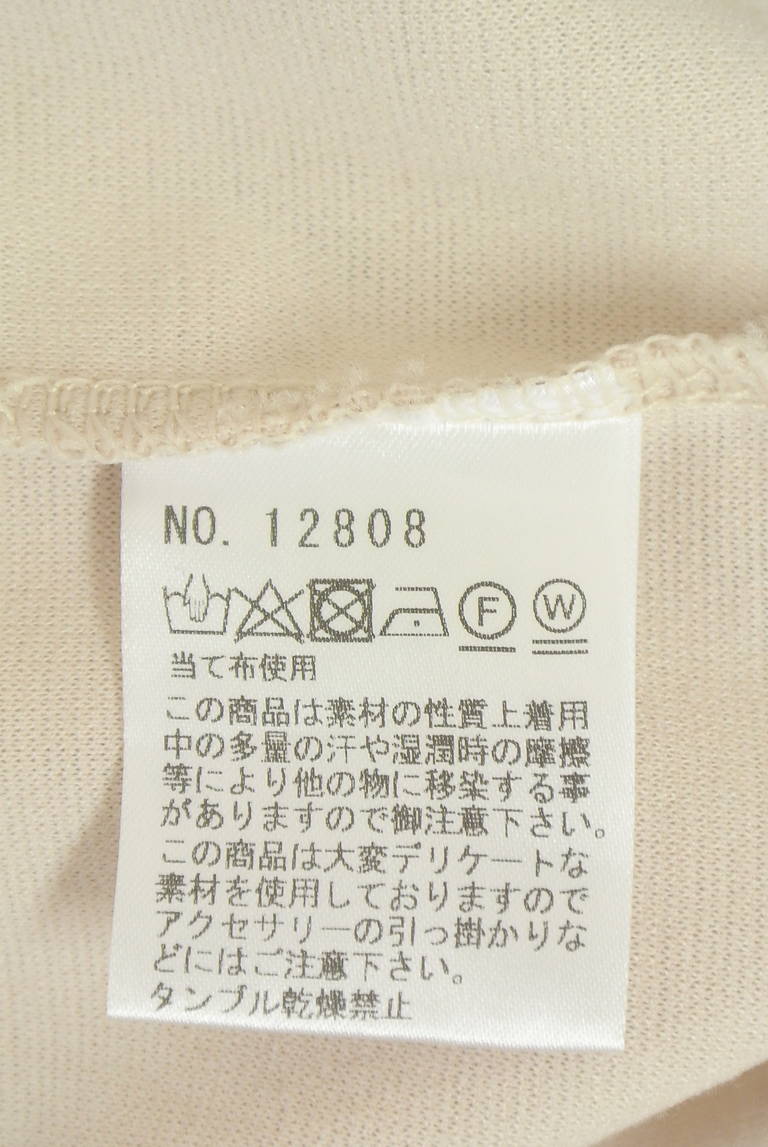 NO. 12808
F W
当て布使用
この商品は素材の性質上着用
中の多量の汗や湿潤時の摩擦
等により他の物に移染する事
がありますので御注意下さい。
この商品は大変デリケートな
素材を使用しておりますので
アクセサリーの引っ掛かりな
どにはご注意下さい。
タンブル乾燥禁止